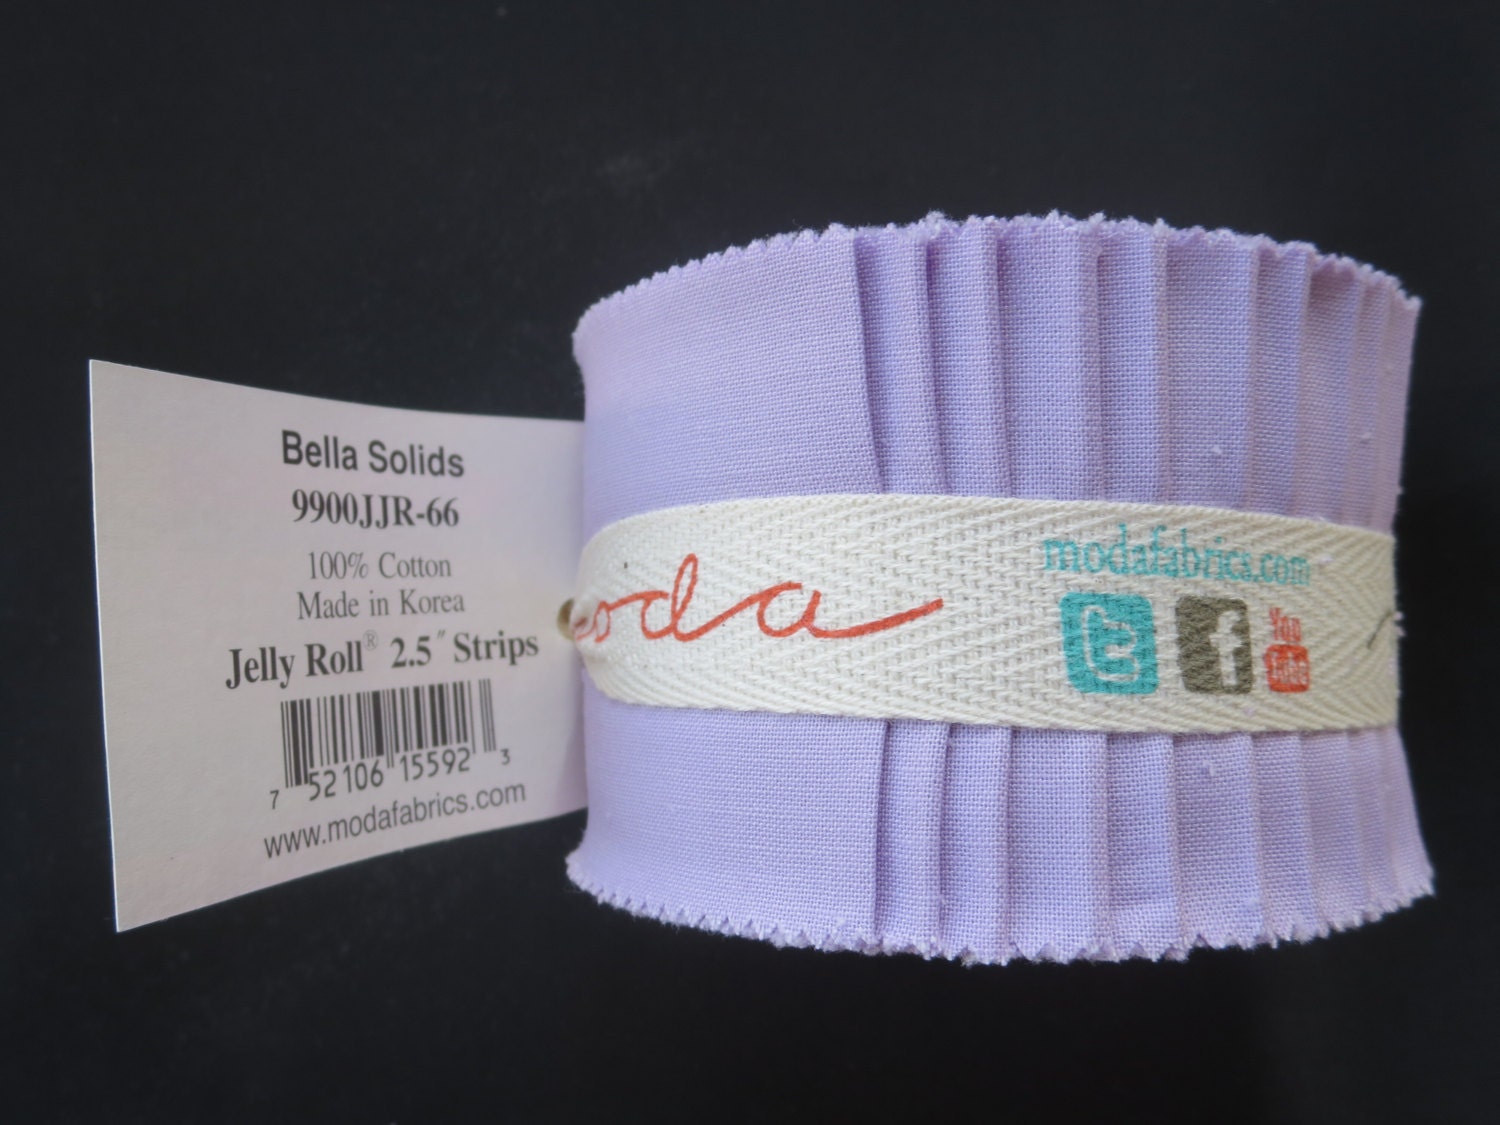 Bella Solids
9900JJR-66
100% Cotton
Made in Korea
Jelly Roll® 2.5" Strips
7 52106 15592 3
www.modafabrics.com
moda
modafabrics.com
t f You
Tube